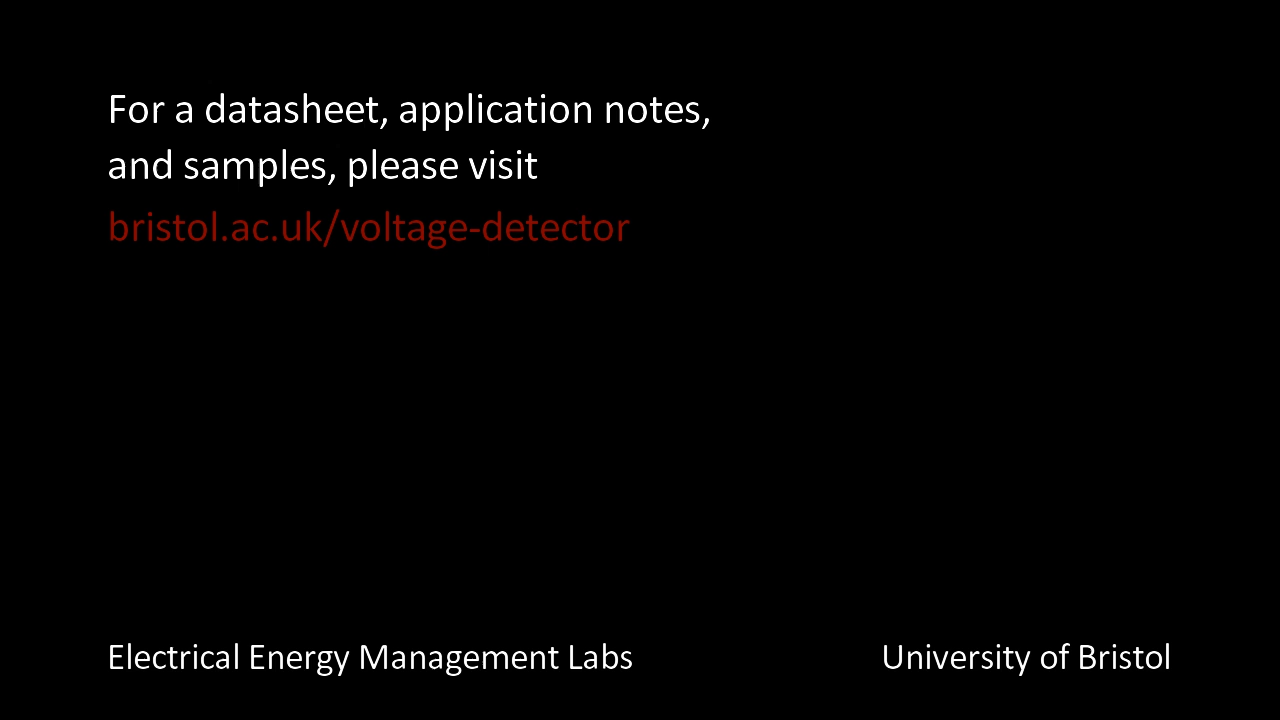 For a datasheet, application notes,
and samples, please visit
bristol.ac.uk/voltage-detector
Electrical Energy Management Labs
University of Bristol